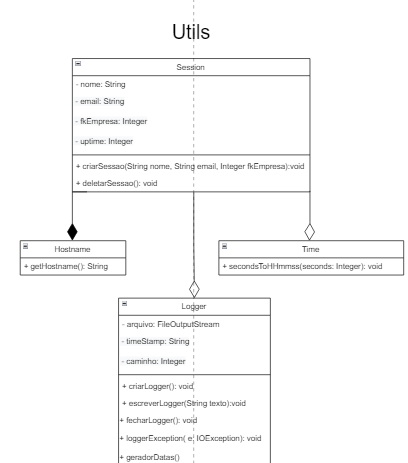 Utils
Session
- nome: String
- email: String
- fkEmpresa: Integer
- uptime: Integer
+ criarSessao(String nome, String email, Integer fkEmpresa):void
+ deletarSessao(): void
Hostname
+ getHostname(): String
Time
+ secondsToHHmmss(seconds: Integer): void
Logger
- arquivo: FileOutputStream
- timeStamp: String
- caminho: Integer
+ criarLogger(): void
+ escreverLogger(String texto):void
+ fecharLogger(): void
+ loggerException( e: IOException): void
+ geradorDatas()